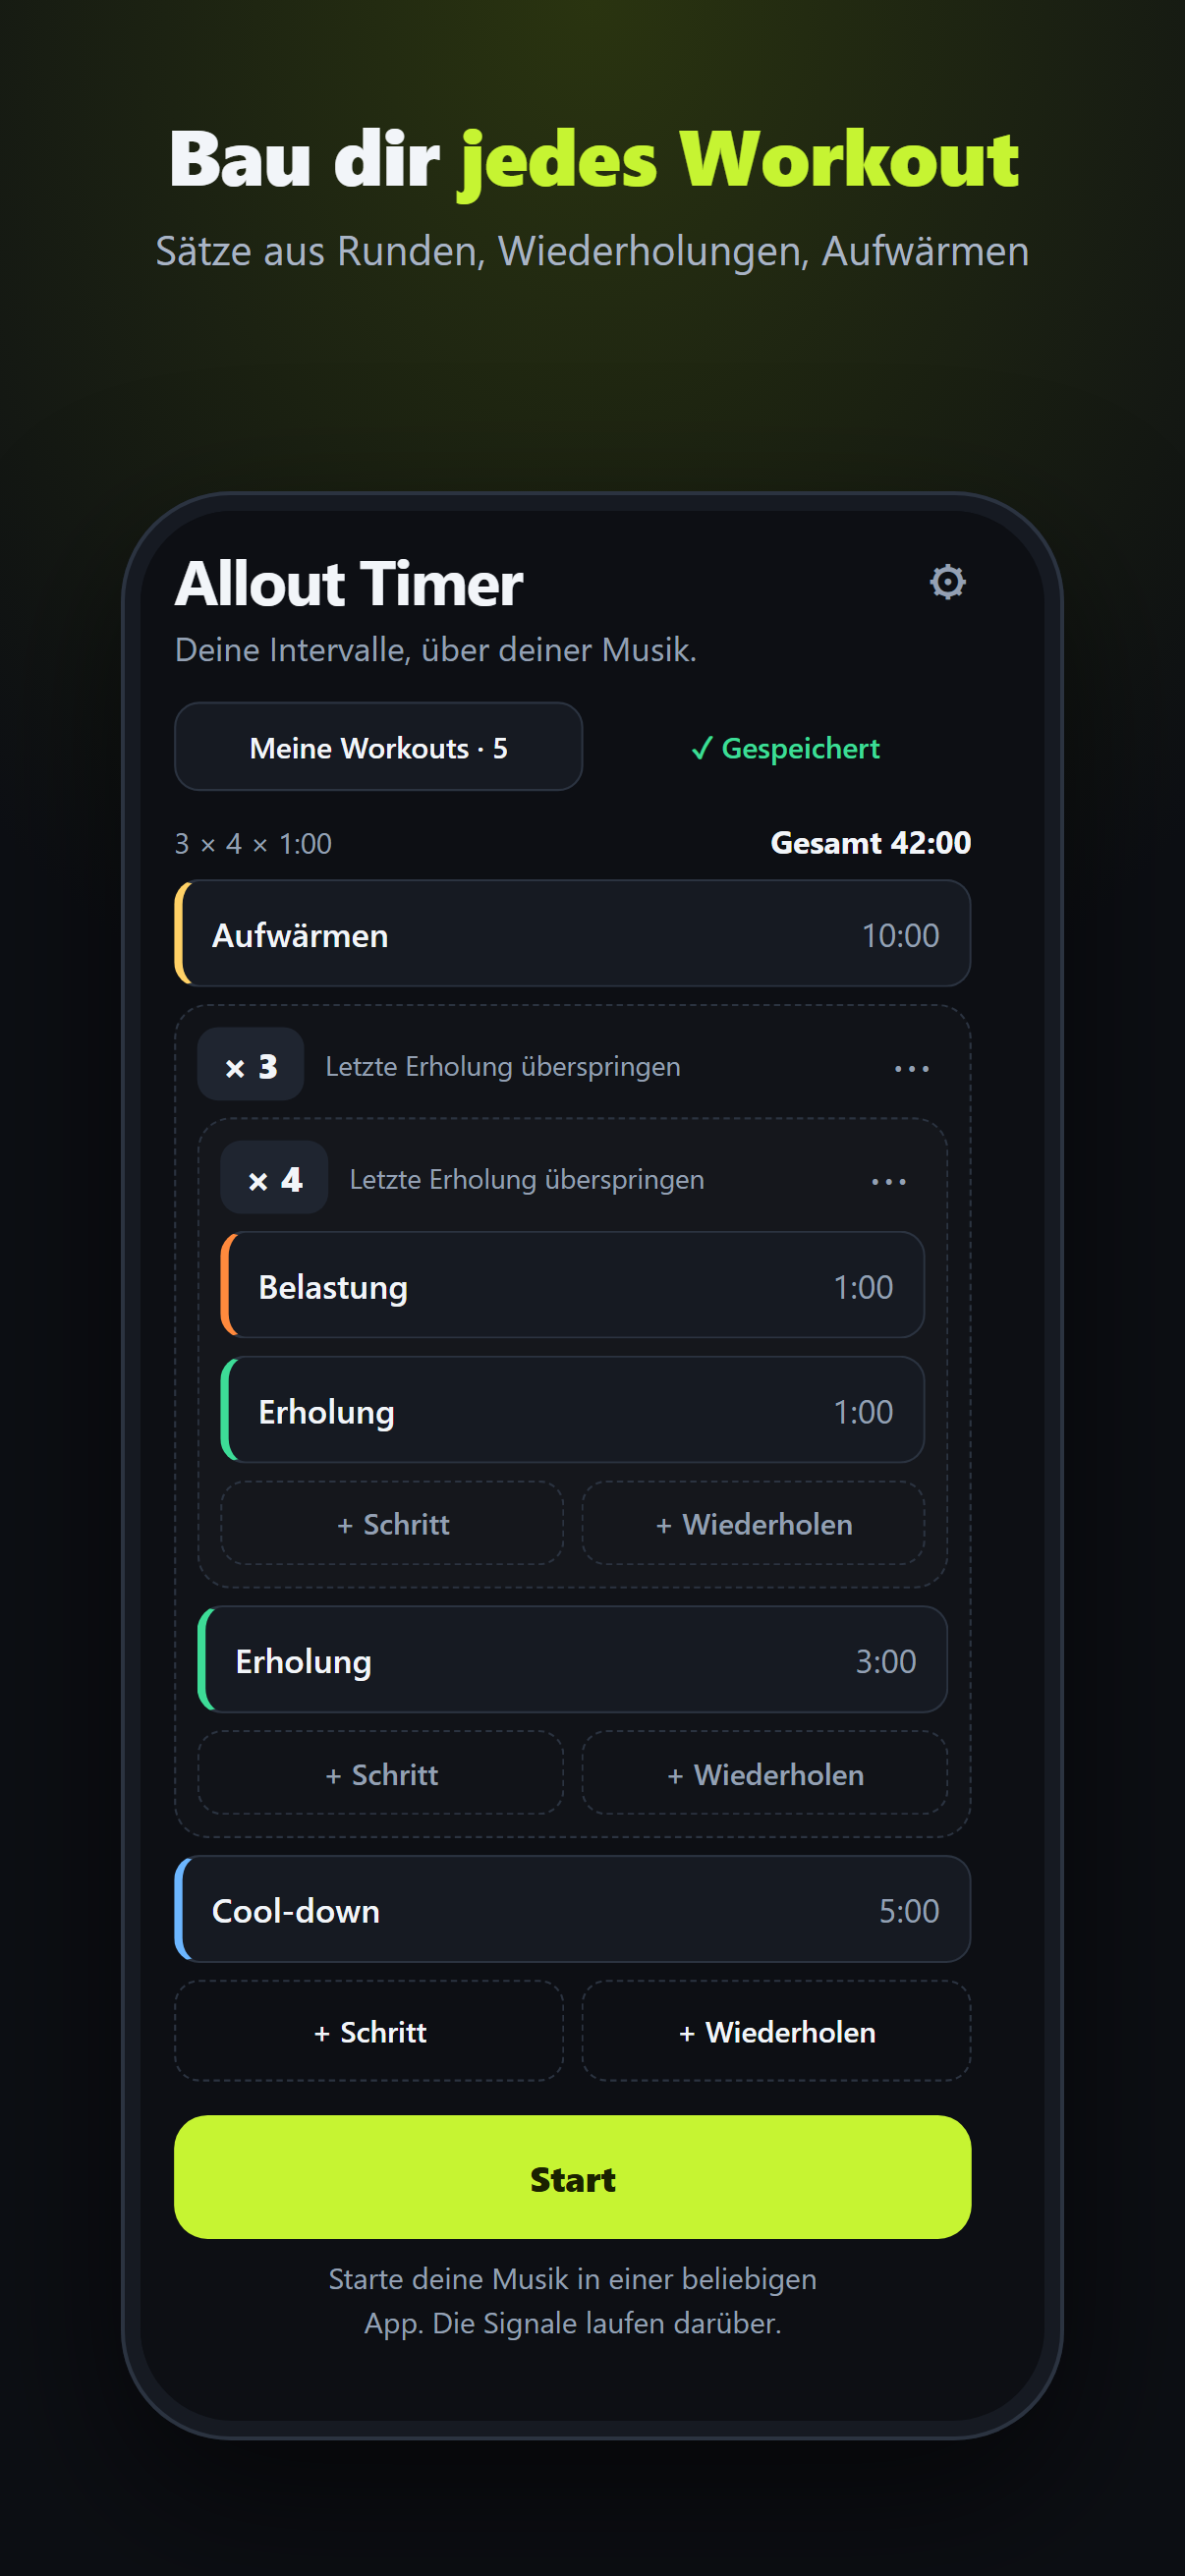 Bau dir jedes Workout
Sätze aus Runden, Wiederholungen, Aufwärmen
Allout Timer
Deine Intervalle, über deiner Musik.
Meine Workouts · 5
✓ Gespeichert
3 × 4 × 1:00
Gesamt 42:00
Aufwärmen 10:00
× 3 Letzte Erholung überspringen ...
× 4 Letzte Erholung überspringen ...
Belastung 1:00
Erholung 1:00
+ Schritt
+ Wiederholen
Erholung 3:00
+ Schritt
+ Wiederholen
Cool-down 5:00
+ Schritt
+ Wiederholen
Start
Starte deine Musik in einer beliebigen
App. Die Signale laufen darüber.